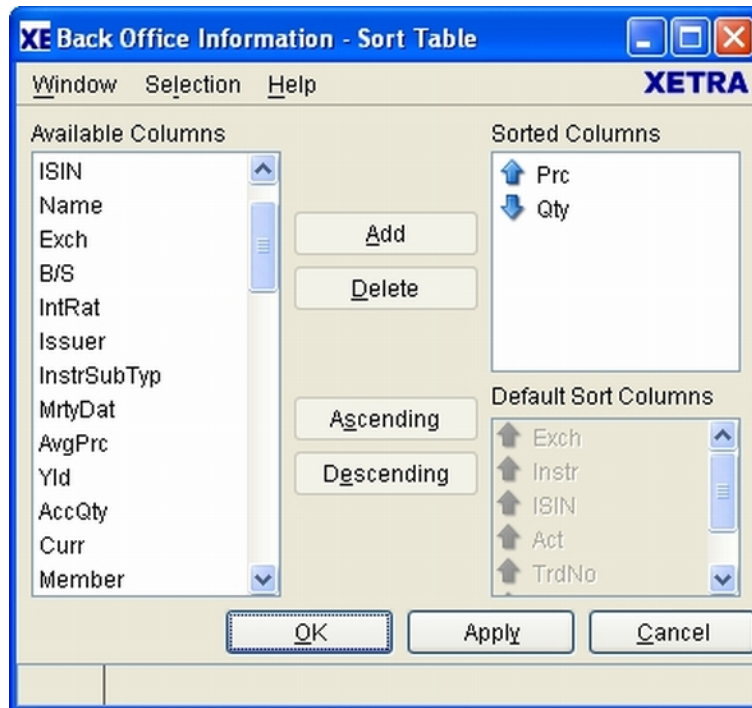 XE Back Office Information - Sort Table
Window Selection Help XETRA
Available Columns
ISIN
Name
Exch
B/S
IntRat
Issuer
InstrSubTyp
MrtyDat
AvgPrc
Yld
AccQty
Curr
Member
Add
Delete
Ascending
Descending
Sorted Columns
Prc
Qty
Default Sort Columns
Exch
Instr
ISIN
Act
TrdNo
OK Apply Cancel